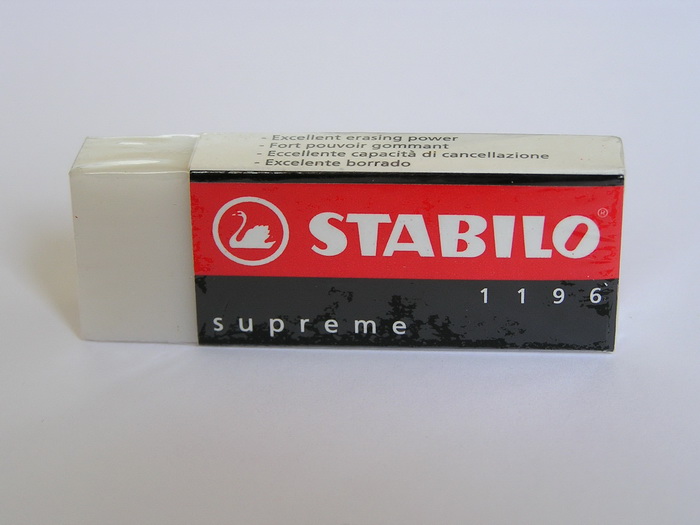 - Excellent erasing power
- Fort pouvoir gommant
- Eccellente capacità di cancellazione
- Excelente borrado
STABILO
1196
supreme